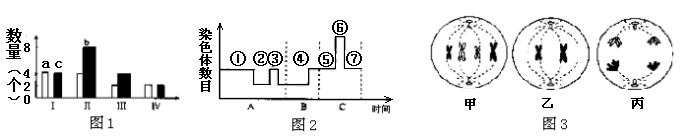 数量(个)
8
4
2
0
a c
b
I II III IV
图1
染色体数目
① ② ③ ④ ⑤ ⑥ ⑦
A B C 时间
图2
甲 乙 丙
图3